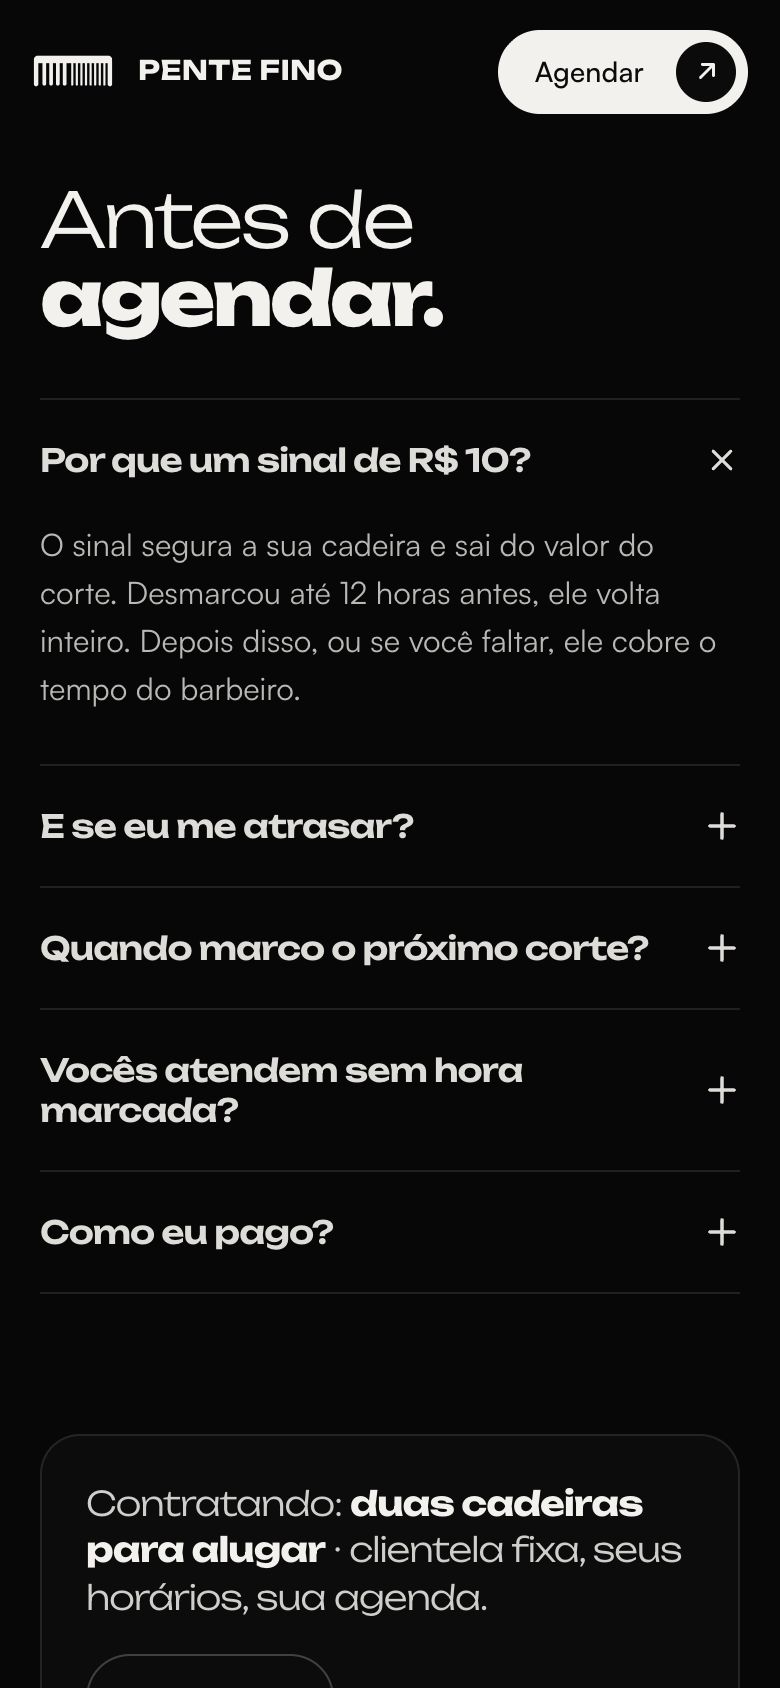 PENTE FINO
Agendar
Antes de
agendar.
Por que um sinal de R$ 10?
O sinal segura a sua cadeira e sai do valor do
corte. Desmarcou até 12 horas antes, ele volta
inteiro. Depois disso, ou se você faltar, ele cobre o
tempo do barbeiro.
E se eu me atrasar?
Quando marco o próximo corte?
Vocês atendem sem hora
marcada?
Como eu pago?
Contratando: duas cadeiras
para alugar · clientela fixa, seus
horários, sua agenda.